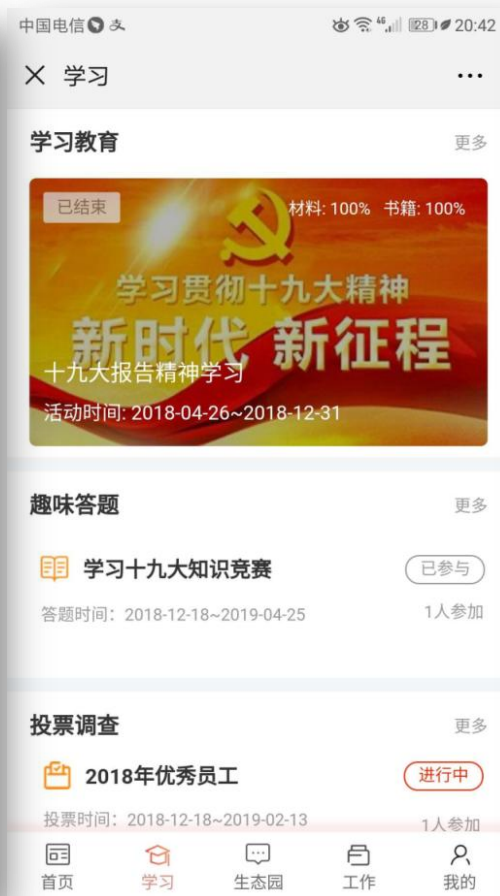 中国电信
46
28
20:42
学习
学习教育
更多
已结束
材料: 100% 书籍: 100%
学习贯彻十九大精神
新时代 新征程
十九大报告精神学习
活动时间: 2018-04-26~2018-12-31
趣味答题
更多
学习十九大知识竞赛
已参与
答题时间：2018-12-18~2019-04-25
1人参加
投票调查
更多
2018年优秀员工
进行中
投票时间：2018-12-18~2019-02-13
1人参加
首页
学习
生态园
工作
我的